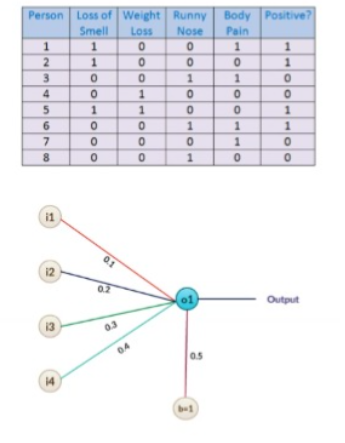 Person Loss of Smell Weight Loss Runny Nose Body Pain Positive?
1 1 0 0 1 1
2 1 0 0 0 1
3 0 0 1 1 0
4 0 1 0 0 0
5 1 1 0 0 1
6 0 0 1 1 1
7 0 0 0 1 0
8 0 0 1 0 0
i1
0.1
i2
0.2
o1
Output
i3
0.3
i4
0.4
0.5
b=1